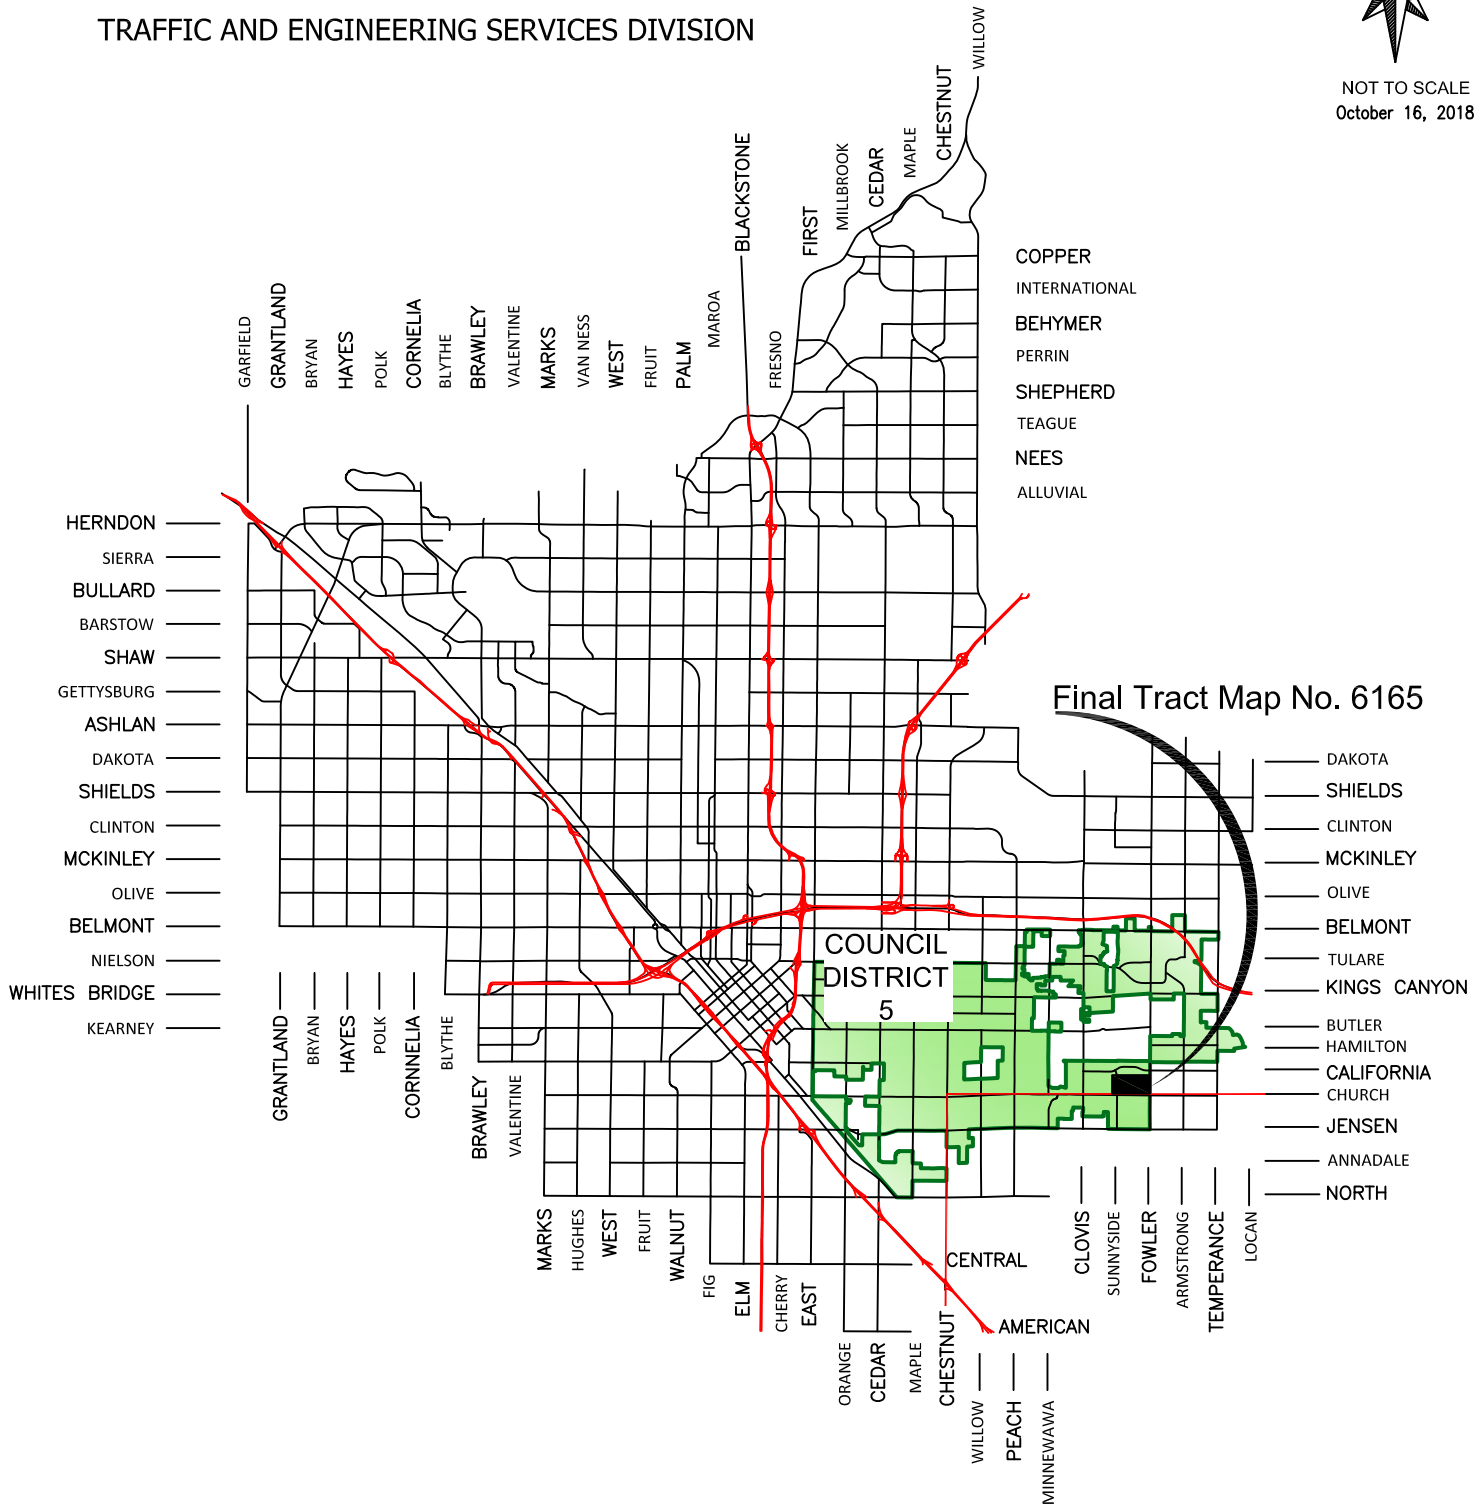 TRAFFIC AND ENGINEERING SERVICES DIVISION
NOT TO SCALE
October 16, 2018
WILLOW
CHESTNUT
MAPLE
CEDAR
MILLBROOK
FIRST
BLACKSTONE
COPPER
INTERNATIONAL
BEHYMER
PERRIN
SHEPHERD
TEAGUE
NEES
ALLUVIAL
GARFIELD
GRANTLAND
BRYAN
HAYES
POLK
CORNELIA
BLYTHE
BRAWLEY
VALENTINE
MARKS
VAN NESS
WEST
FRUIT
PALM
MAROA
FRESNO
HERNDON
SIERRA
BULLARD
BARSTOW
SHAW
GETTYSBURG
ASHLAN
DAKOTA
SHIELDS
CLINTON
MCKINLEY
OLIVE
BELMONT
NIELSON
WHITES BRIDGE
KEARNEY
Final Tract Map No. 6165
DAKOTA
SHIELDS
CLINTON
MCKINLEY
OLIVE
BELMONT
TULARE
KINGS CANYON
BUTLER
HAMILTON
CALIFORNIA
CHURCH
JENSEN
ANNADALE
NORTH
COUNCIL
DISTRICT
5
GRANTLAND
BRYAN
HAYES
POLK
CORNELIA
BLYTHE
BRAWLEY
VALENTINE
MARKS
HUGHES
WEST
FRUIT
WALNUT
FIG
ELM
CHERRY
EAST
ORANGE
CEDAR
MAPLE
CHESTNUT
WILLOW
PEACH
MINNEWAWA
CENTRAL
AMERICAN
CLOVIS
SUNNYSIDE
FOWLER
ARMSTRONG
TEMPERANCE
LOCAN